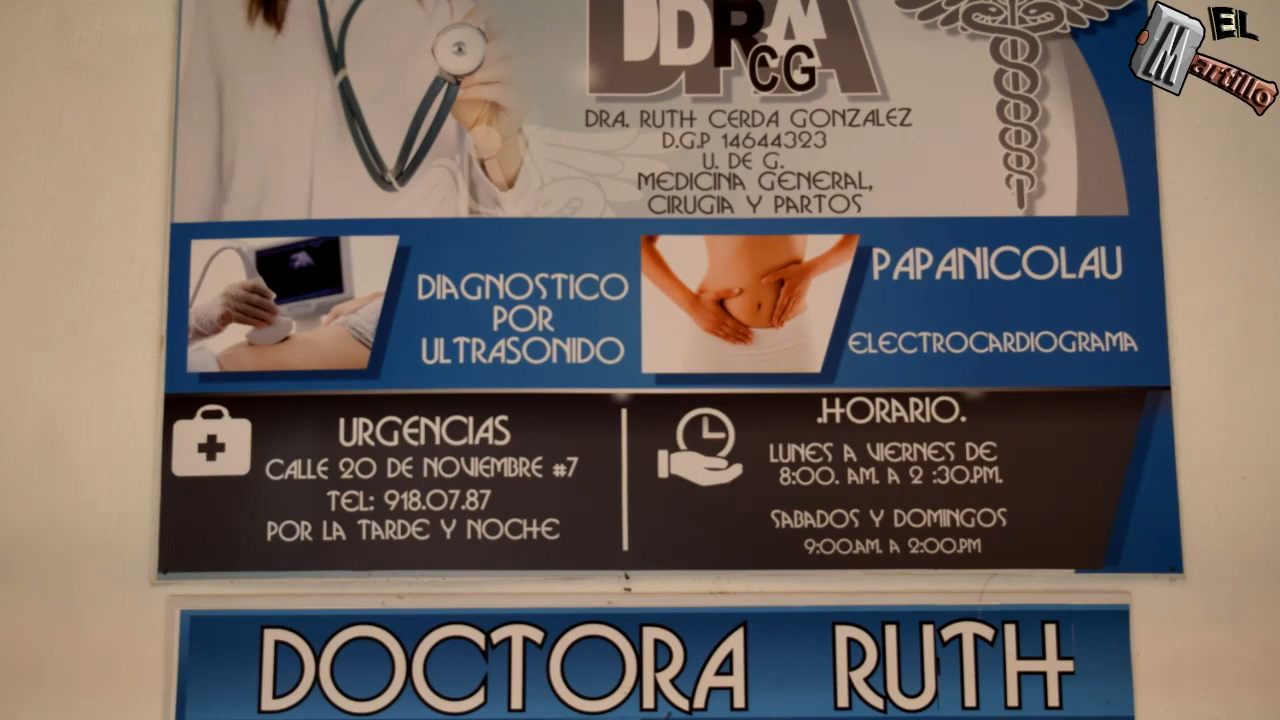 EL
Martillo
DRA
CG
DRA. RUTH CERDA GONZALEZ
D.G.P 14644323
U. DE G.
MEDICINA GENERAL,
CIRUGIA Y PARTOS
DIAGNOSTICO
POR
ULTRASONIDO
PAPANICOLAU
ELECTROCARDIOGRAMA
URGENCIAS
CALLE 20 DE NOVIEMBRE #7
TEL: 918.07.87
POR LA TARDE Y NOCHE
.HORARIO.
LUNES A VIERNES DE
8:00. AM. A 2 :30.PM.
SABADOS Y DOMINGOS
9:00.AM. A 2:00.PM
DOCTORA RUTH